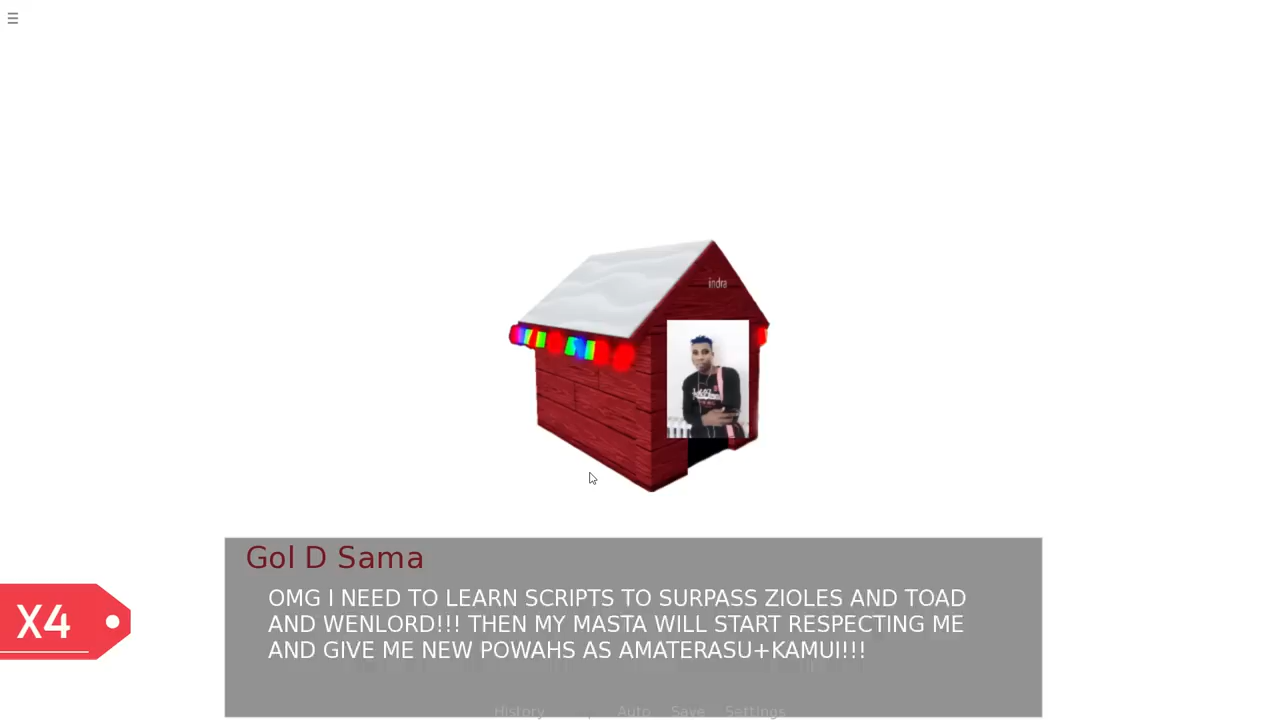 indra
Gol D Sama
OMG I NEED TO LEARN SCRIPTS TO SURPASS ZIOLES AND TOAD
AND WENLORD!!! THEN MY MASTA WILL START RESPECTING ME
AND GIVE ME NEW POWAHS AS AMATERASU+KAMUI!!!
X4
History Auto Save Settings